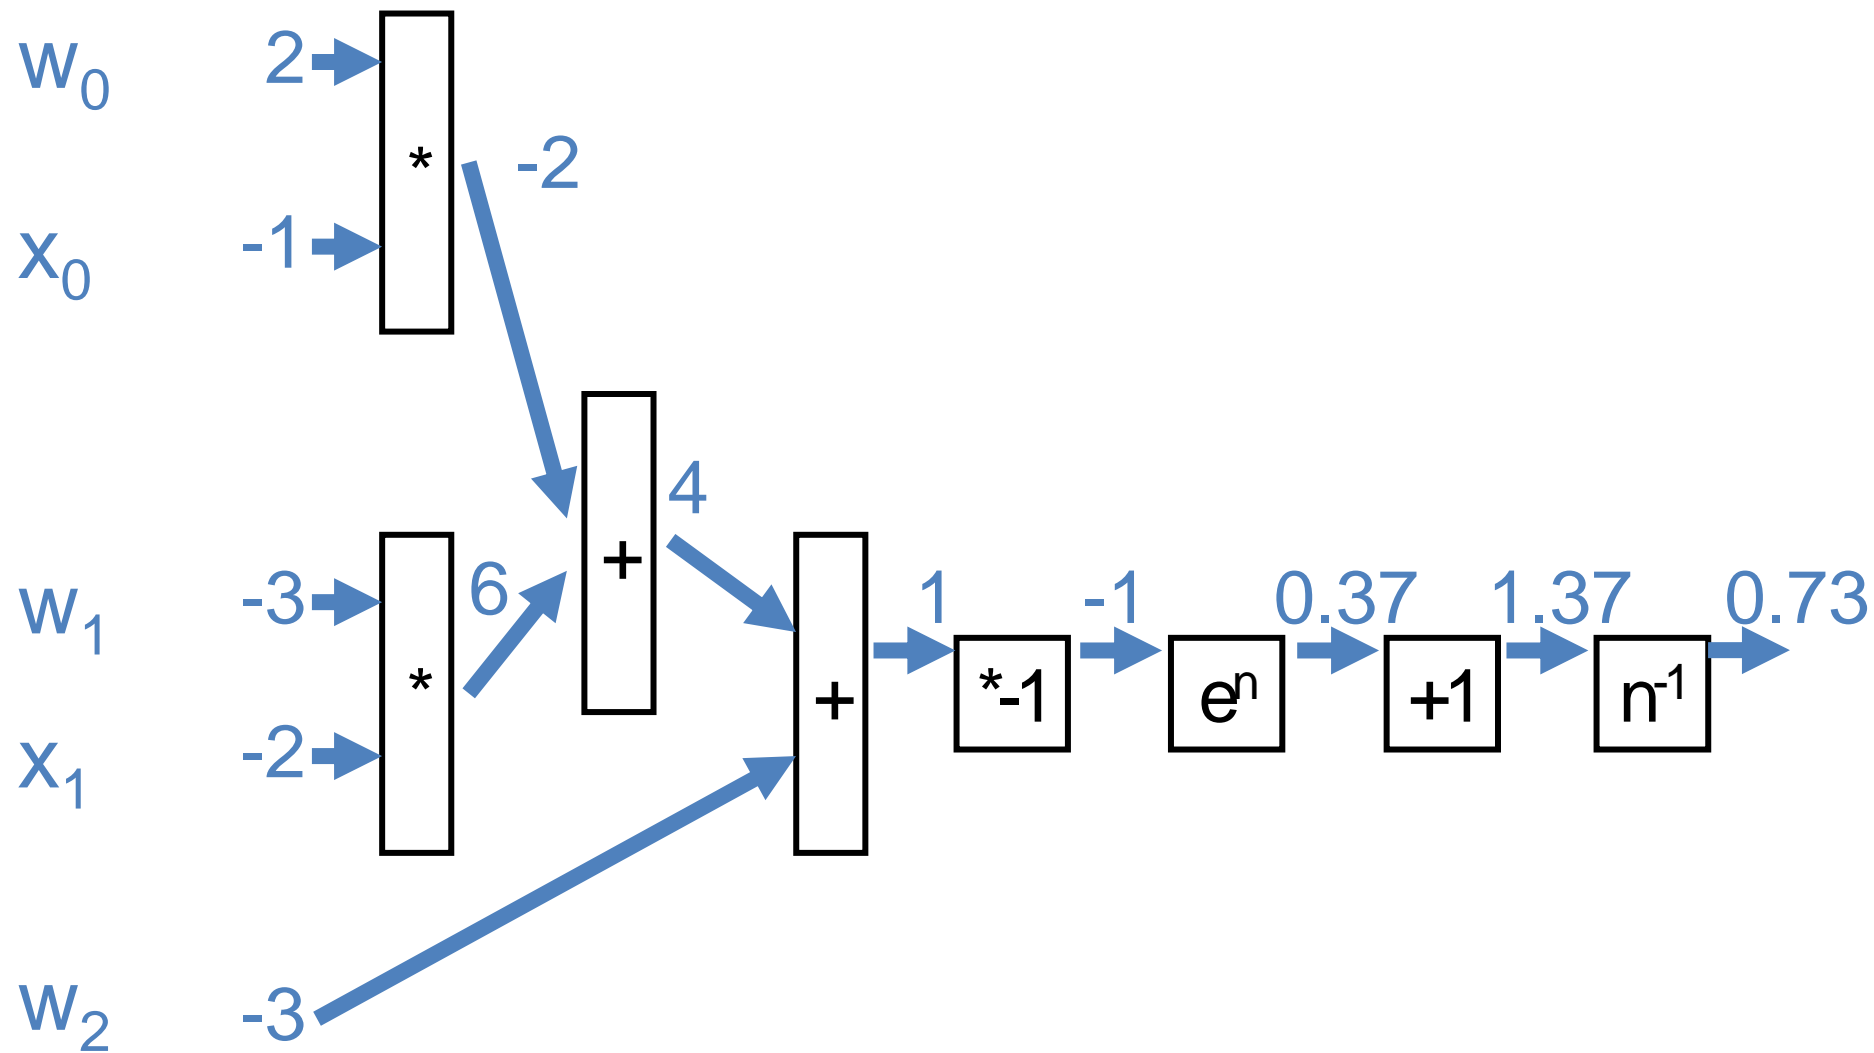 w₀ 2
*
-2
x₀ -1
4
+
w₁ -3
6
*
x₁ -2
+
1
-1
0.37
1.37
0.73
*-1
eⁿ
+1
n⁻¹
w₂ -3